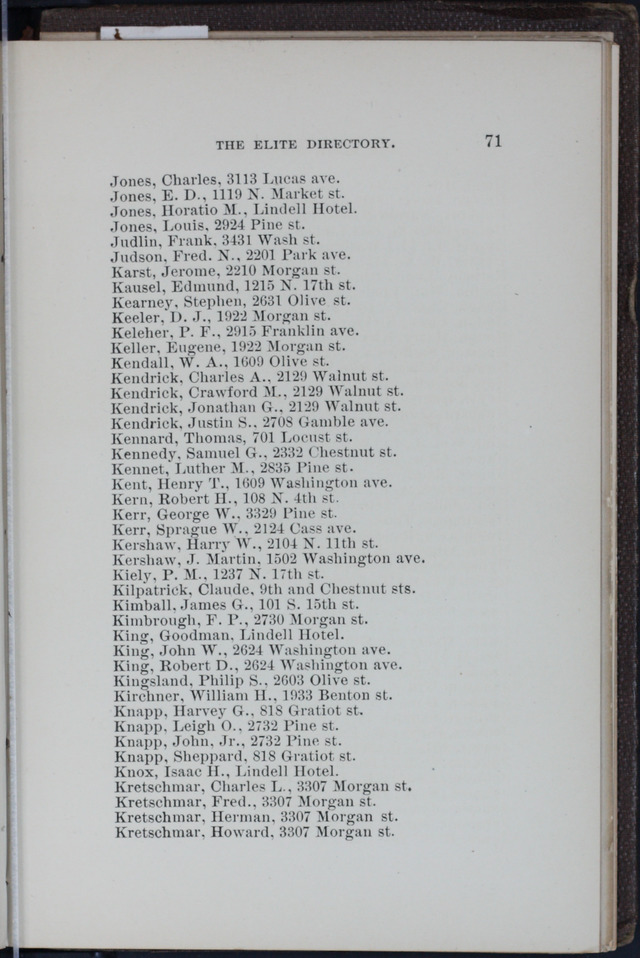 THE ELITE DIRECTORY. 71
Jones, Charles, 3113 Lucas ave.
Jones, E. D., 1119 N. Market st.
Jones, Horatio M., Lindell Hotel.
Jones, Louis, 2924 Pine st.
Judlin, Frank, 3431 Wash st.
Judson, Fred. N., 2201 Park ave.
Karst, Jerome, 2210 Morgan st.
Kausel, Edmund, 1215 N. 17th st.
Kearney, Stephen, 2631 Olive st.
Keeler, D. J., 1922 Morgan st.
Keleher, P. F., 2915 Franklin ave.
Keller, Eugene, 1922 Morgan st.
Kendall, W. A., 1609 Olive st.
Kendrick, Charles A., 2129 Walnut st.
Kendrick, Crawford M., 2129 Walnut st.
Kendrick, Jonathan G., 2129 Walnut st.
Kendrick, Justin S., 2708 Gamble ave.
Kennard, Thomas, 701 Locust st.
Kennedy, Samuel G., 2332 Chestnut st.
Kennet, Luther M., 2835 Pine st.
Kent, Henry T., 1609 Washington ave.
Kern, Robert H., 108 N. 4th st.
Kerr, George W., 3329 Pine st.
Kerr, Sprague W., 2124 Cass ave.
Kershaw, Harry W., 2104 N. 11th st.
Kershaw, J. Martin, 1502 Washington ave.
Kiely, P. M., 1237 N. 17th st.
Kilpatrick, Claude, 9th and Chestnut sts.
Kimball, James G., 101 S. 15th st.
Kimbrough, F. P., 2730 Morgan st.
King, Goodman, Lindell Hotel.
King, John W., 2624 Washington ave.
King, Robert D., 2624 Washington ave.
Kingsland, Philip S., 2603 Olive st.
Kirchner, William H., 1933 Benton st.
Knapp, Harvey G., 818 Gratiot st.
Knapp, Leigh O., 2732 Pine st.
Knapp, John, Jr., 2732 Pine st.
Knapp, Sheppard, 818 Gratiot st.
Knox, Isaac H., Lindell Hotel.
Kretschmar, Charles L., 3307 Morgan st.
Kretschmar, Fred., 3307 Morgan st.
Kretschmar, Herman, 3307 Morgan st.
Kretschmar, Howard, 3307 Morgan st.